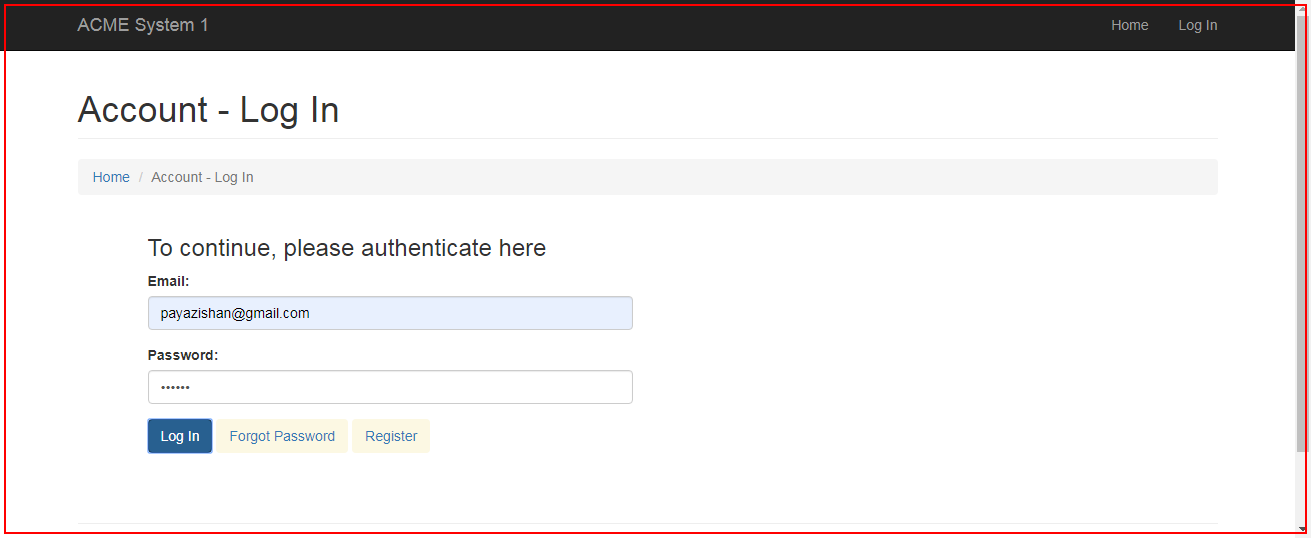 ACME System 1 Home Log In
Account - Log In
Home / Account - Log In
To continue, please authenticate here
Email:
payazishan@gmail.com
Password:
••••••
Log In Forgot Password Register